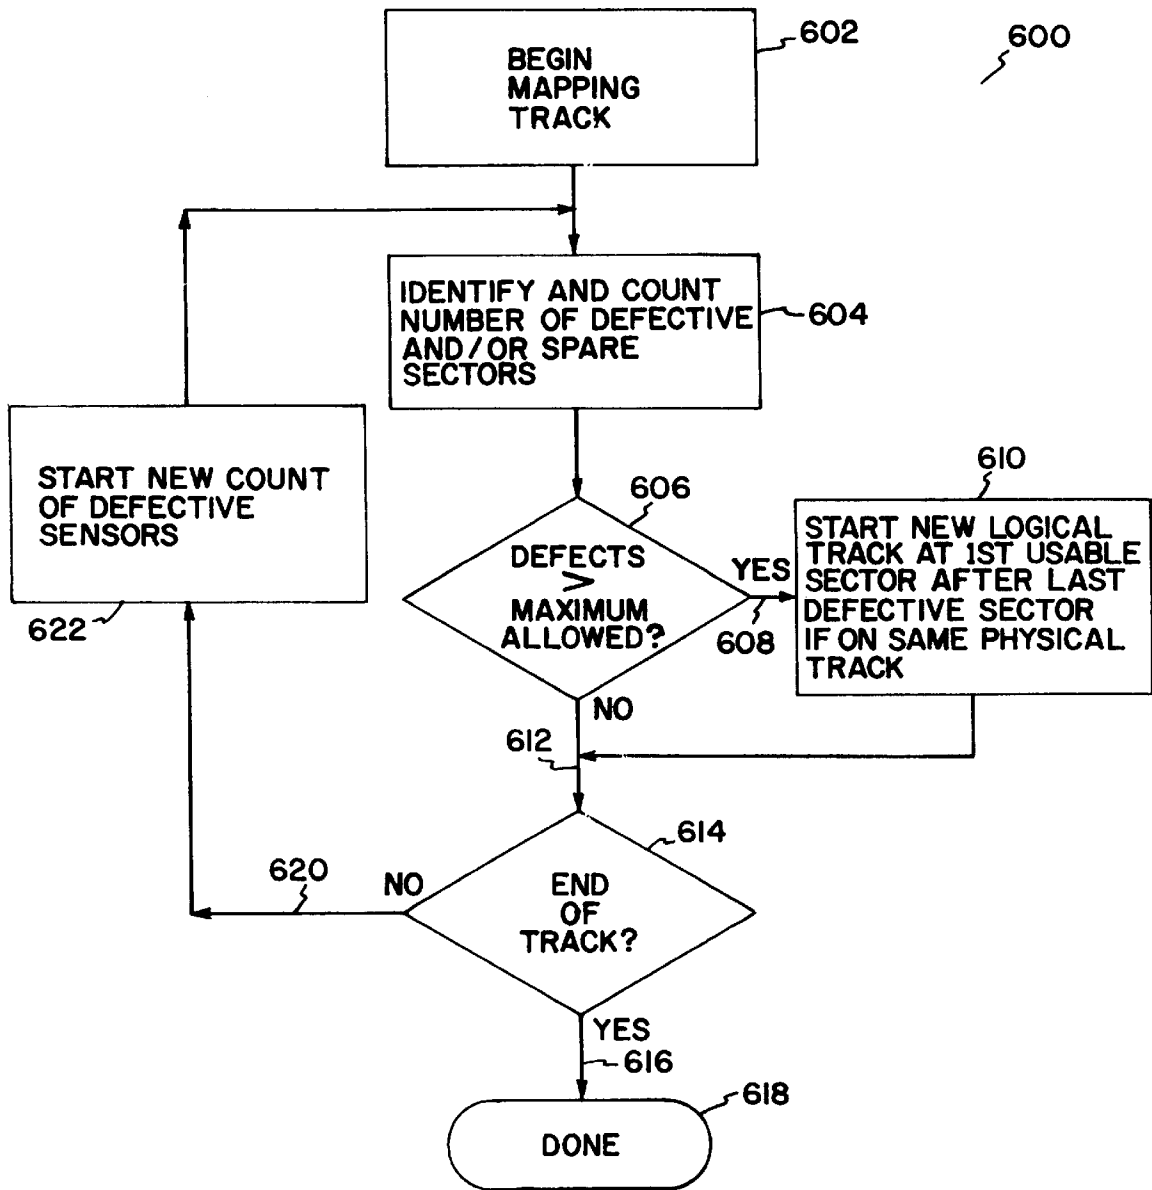 602
600
BEGIN
MAPPING
TRACK
IDENTIFY AND COUNT
NUMBER OF DEFECTIVE
AND/OR SPARE
SECTORS
604
START NEW COUNT
OF DEFECTIVE
SENSORS
622
606
DEFECTS
>
MAXIMUM
ALLOWED?
YES
608
610
START NEW LOGICAL
TRACK AT 1ST USABLE
SECTOR AFTER LAST
DEFECTIVE SECTOR
IF ON SAME PHYSICAL
TRACK
NO
612
614
END
OF
TRACK?
NO
620
YES
616
618
DONE